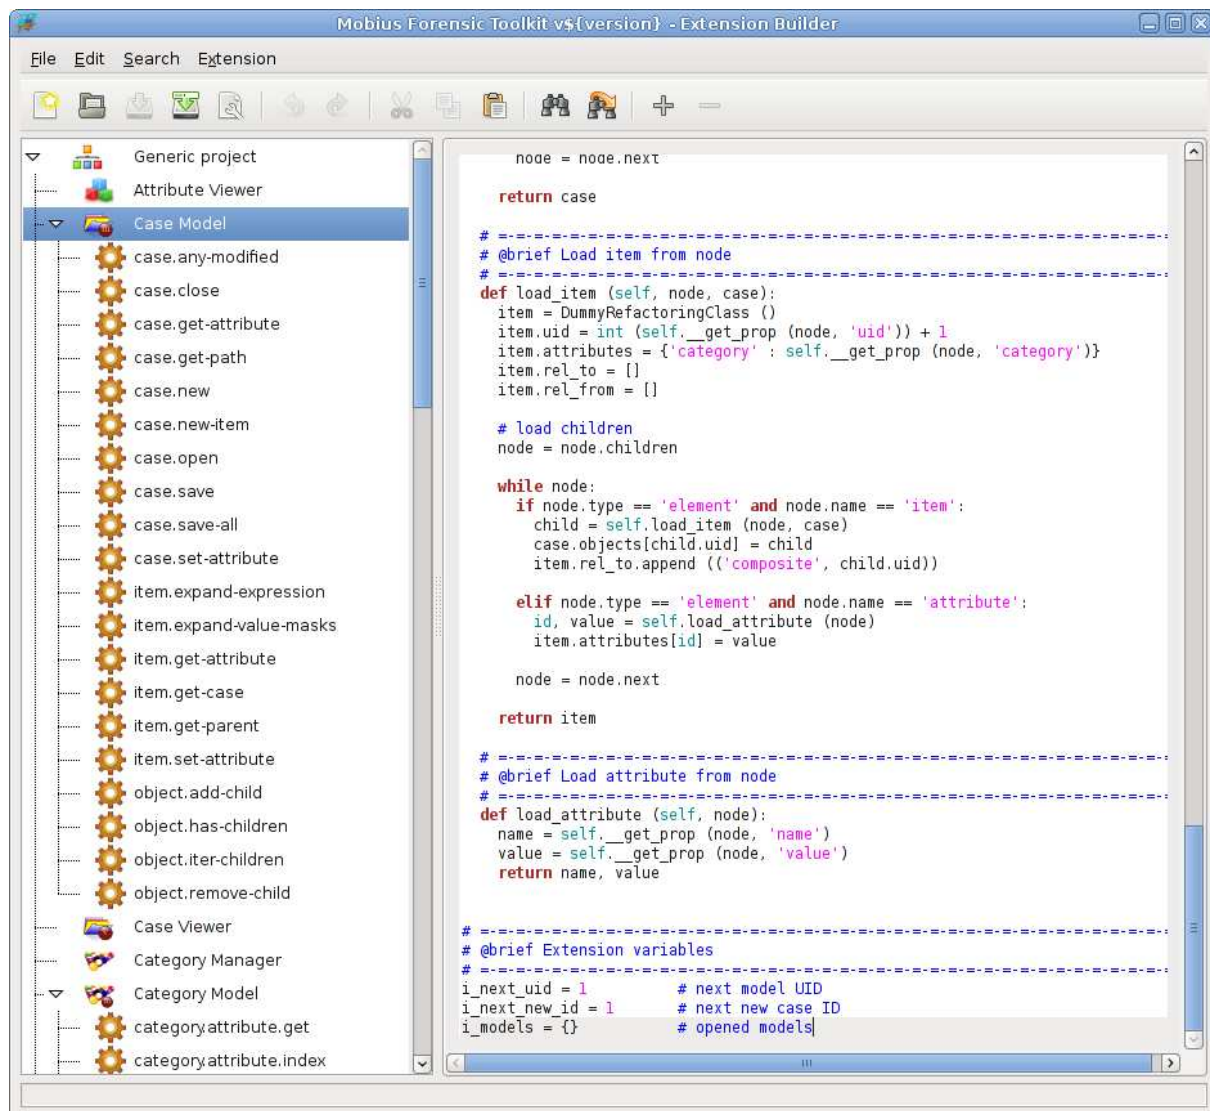 Mobius Forensic Toolkit v${version} - Extension Builder
File Edit Search Extension
Generic project
Attribute Viewer
Case Model
case.any-modified
case.close
case.get-attribute
case.get-path
case.new
case.new-item
case.open
case.save
case.save-all
case.set-attribute
item.expand-expression
item.expand-value-masks
item.get-attribute
item.get-case
item.get-parent
item.set-attribute
object.add-child
object.has-children
object.iter-children
object.remove-child
Case Viewer
Category Manager
Category Model
category.attribute.get
category.attribute.index
node = node.next
return case
# =-=-=-=-=-=-=-=-=-=-=-=-=-=-=-=-=-=-=-=-=-=-=-=-=-=-=-=-=-=-=-=-=-=-=-=-=-
# @brief Load item from node
# =-=-=-=-=-=-=-=-=-=-=-=-=-=-=-=-=-=-=-=-=-=-=-=-=-=-=-=-=-=-=-=-=-=-=-=-=-
def load_item (self, node, case):
item = DummyRefactoringClass ()
item.uid = int (self.__get_prop (node, 'uid')) + 1
item.attributes = {'category' : self.__get_prop (node, 'category')}
item.rel_to = []
item.rel_from = []
# load children
node = node.children
while node:
if node.type == 'element' and node.name == 'item':
child = self.load_item (node, case)
case.objects[child.uid] = child
item.rel_to.append (('composite', child.uid))
elif node.type == 'element' and node.name == 'attribute':
id, value = self.load_attribute (node)
item.attributes[id] = value
node = node.next
return item
# =-=-=-=-=-=-=-=-=-=-=-=-=-=-=-=-=-=-=-=-=-=-=-=-=-=-=-=-=-=-=-=-=-=-=-=-=-
# @brief Load attribute from node
# =-=-=-=-=-=-=-=-=-=-=-=-=-=-=-=-=-=-=-=-=-=-=-=-=-=-=-=-=-=-=-=-=-=-=-=-=-
def load_attribute (self, node):
name = self.__get_prop (node, 'name')
value = self.__get_prop (node, 'value')
return name, value
# =-=-=-=-=-=-=-=-=-=-=-=-=-=-=-=-=-=-=-=-=-=-=-=-=-=-=-=-=-=-=-=-=-=-=-=-=-=-
# @brief Extension variables
# =-=-=-=-=-=-=-=-=-=-=-=-=-=-=-=-=-=-=-=-=-=-=-=-=-=-=-=-=-=-=-=-=-=-=-=-=-=-
i_next_uid = 1 # next model UID
i_next_new_id = 1 # next new case ID
i_models = {} # opened models